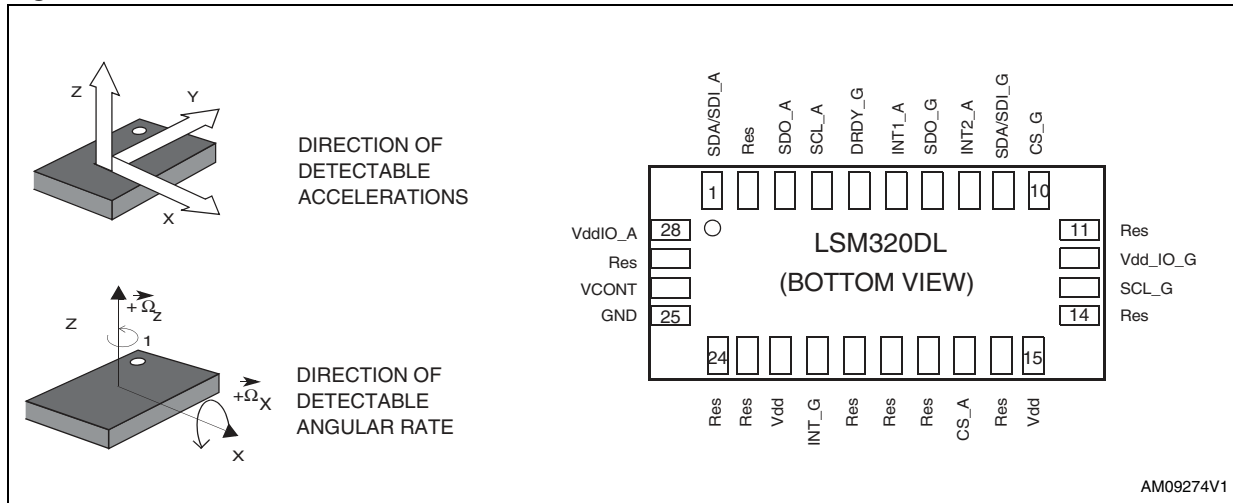 Z
Y
X
DIRECTION OF
DETECTABLE
ACCELERATIONS
Z
+Ω
Z
1
+Ω
X
X
DIRECTION OF
DETECTABLE
ANGULAR RATE
SDA/SDI_A
Res
SDO_A
SCL_A
DRDY_G
INT1_A
SDO_G
INT2_A
SDA/SDI_G
CS_G
1
10
VddIO_A 28
Res
VCONT
GND 25
LSM320DL
(BOTTOM VIEW)
11 Res
Vdd_IO_G
SCL_G
14 Res
24
15
Res
Res
Vdd
INT_G
Res
Res
Res
CS_A
Res
Vdd
AM09274V1